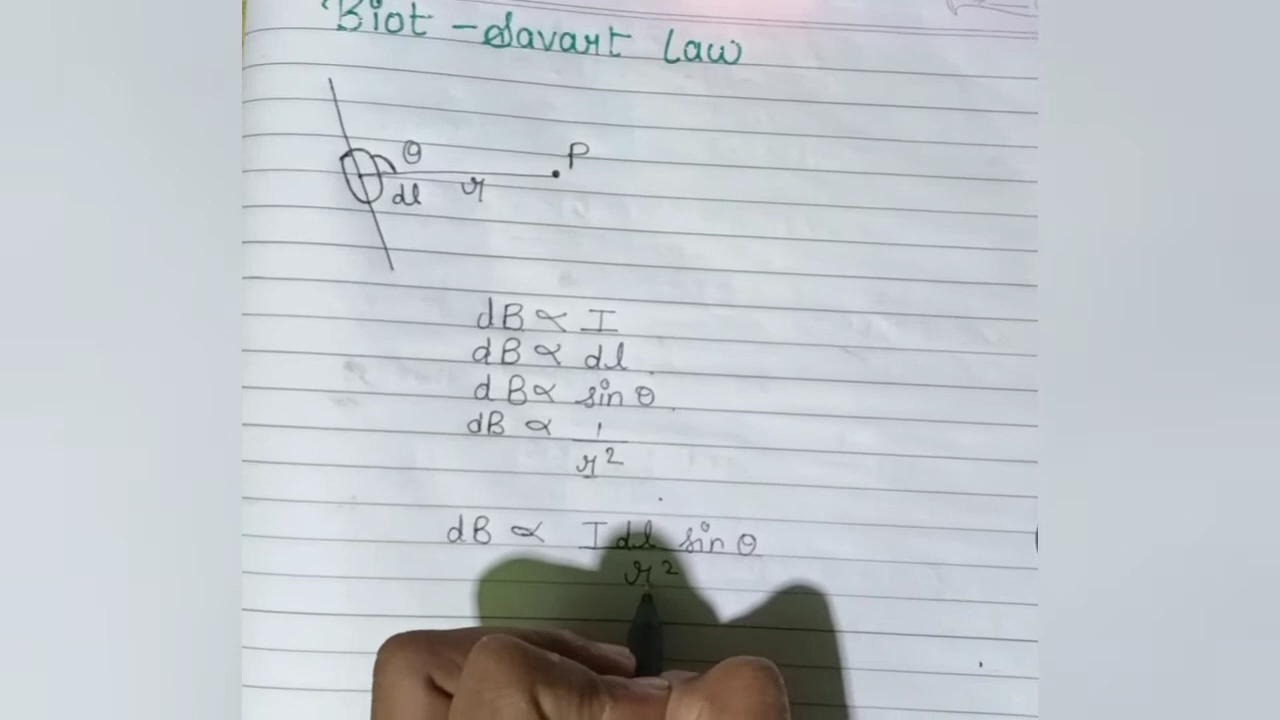 Biot - Savart Law
θ P
dl r
dB ∝ I
dB ∝ dl
dB ∝ sin θ
dB ∝ 1/r²
dB ∝ I dl sin θ / r²